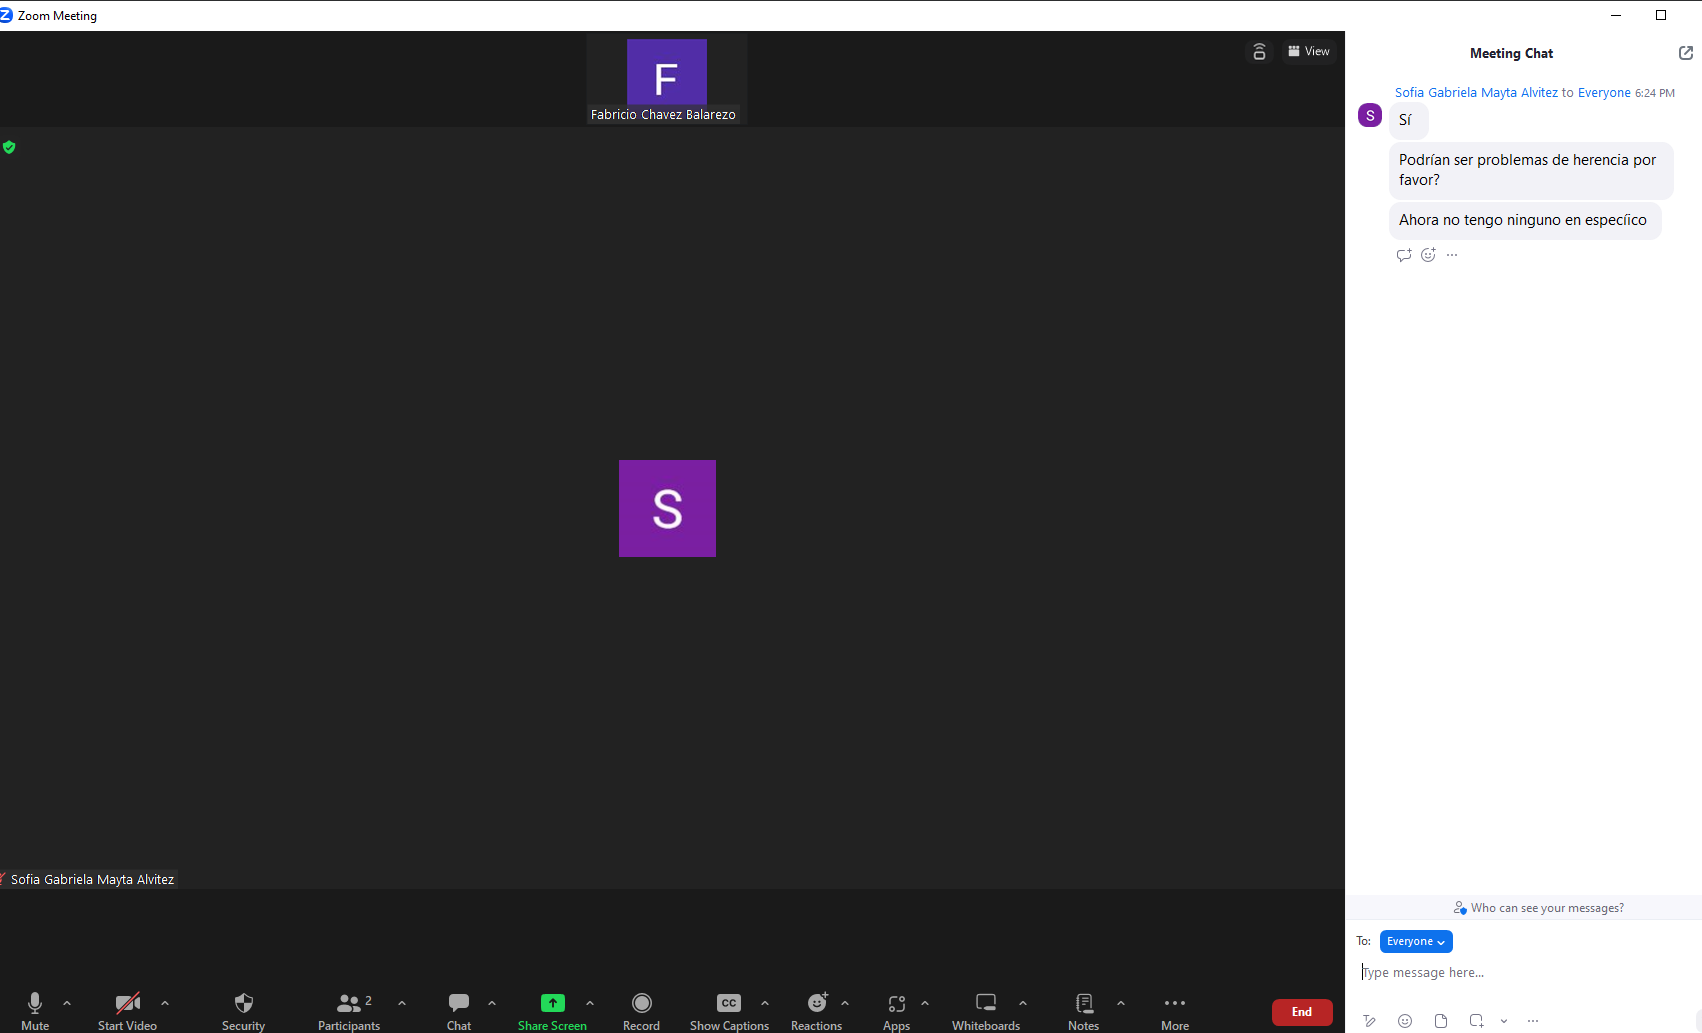 Zoom Meeting
F
Fabricio Chavez Balarezo
View
S
Sofia Gabriela Mayta Alvitez
Meeting Chat
Sofia Gabriela Mayta Alvitez to Everyone 6:24 PM
S
Sí
Podrían ser problemas de herencia por
favor?
Ahora no tengo ninguno en especíico
Who can see your messages?
To: Everyone
Type message here...
2
CC
Mute
Start Video
Security
Participants
Chat
Share Screen
Record
Show Captions
Reactions
Apps
Whiteboards
Notes
More
End